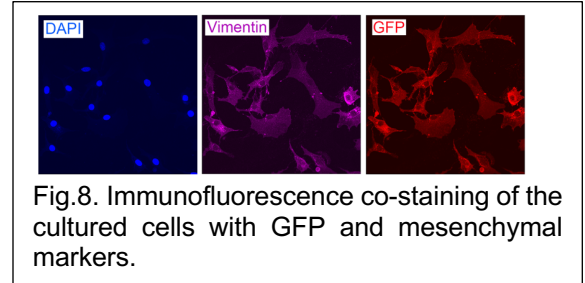 DAPI
Vimentin
GFP
Fig.8. Immunofluorescence co-staining of the
cultured cells with GFP and mesenchymal
markers.